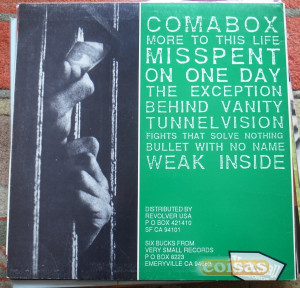 COMABOX
MORE TO THIS LIFE
MISSPENT
ON ONE DAY
THE EXCEPTION
BEHIND VANITY
TUNNELVISION
FIGHTS THAT SOLVE NOTHING
BULLET WITH NO NAME
WEAK INSIDE
DISTRIBUTED BY
REVOLVER USA
P O BOX 421410
SF CA 94101
SIX BUCKS FROM
VERY SMALL RECORDS
P O BOX 8223
EMERYVILLE CA
coisas